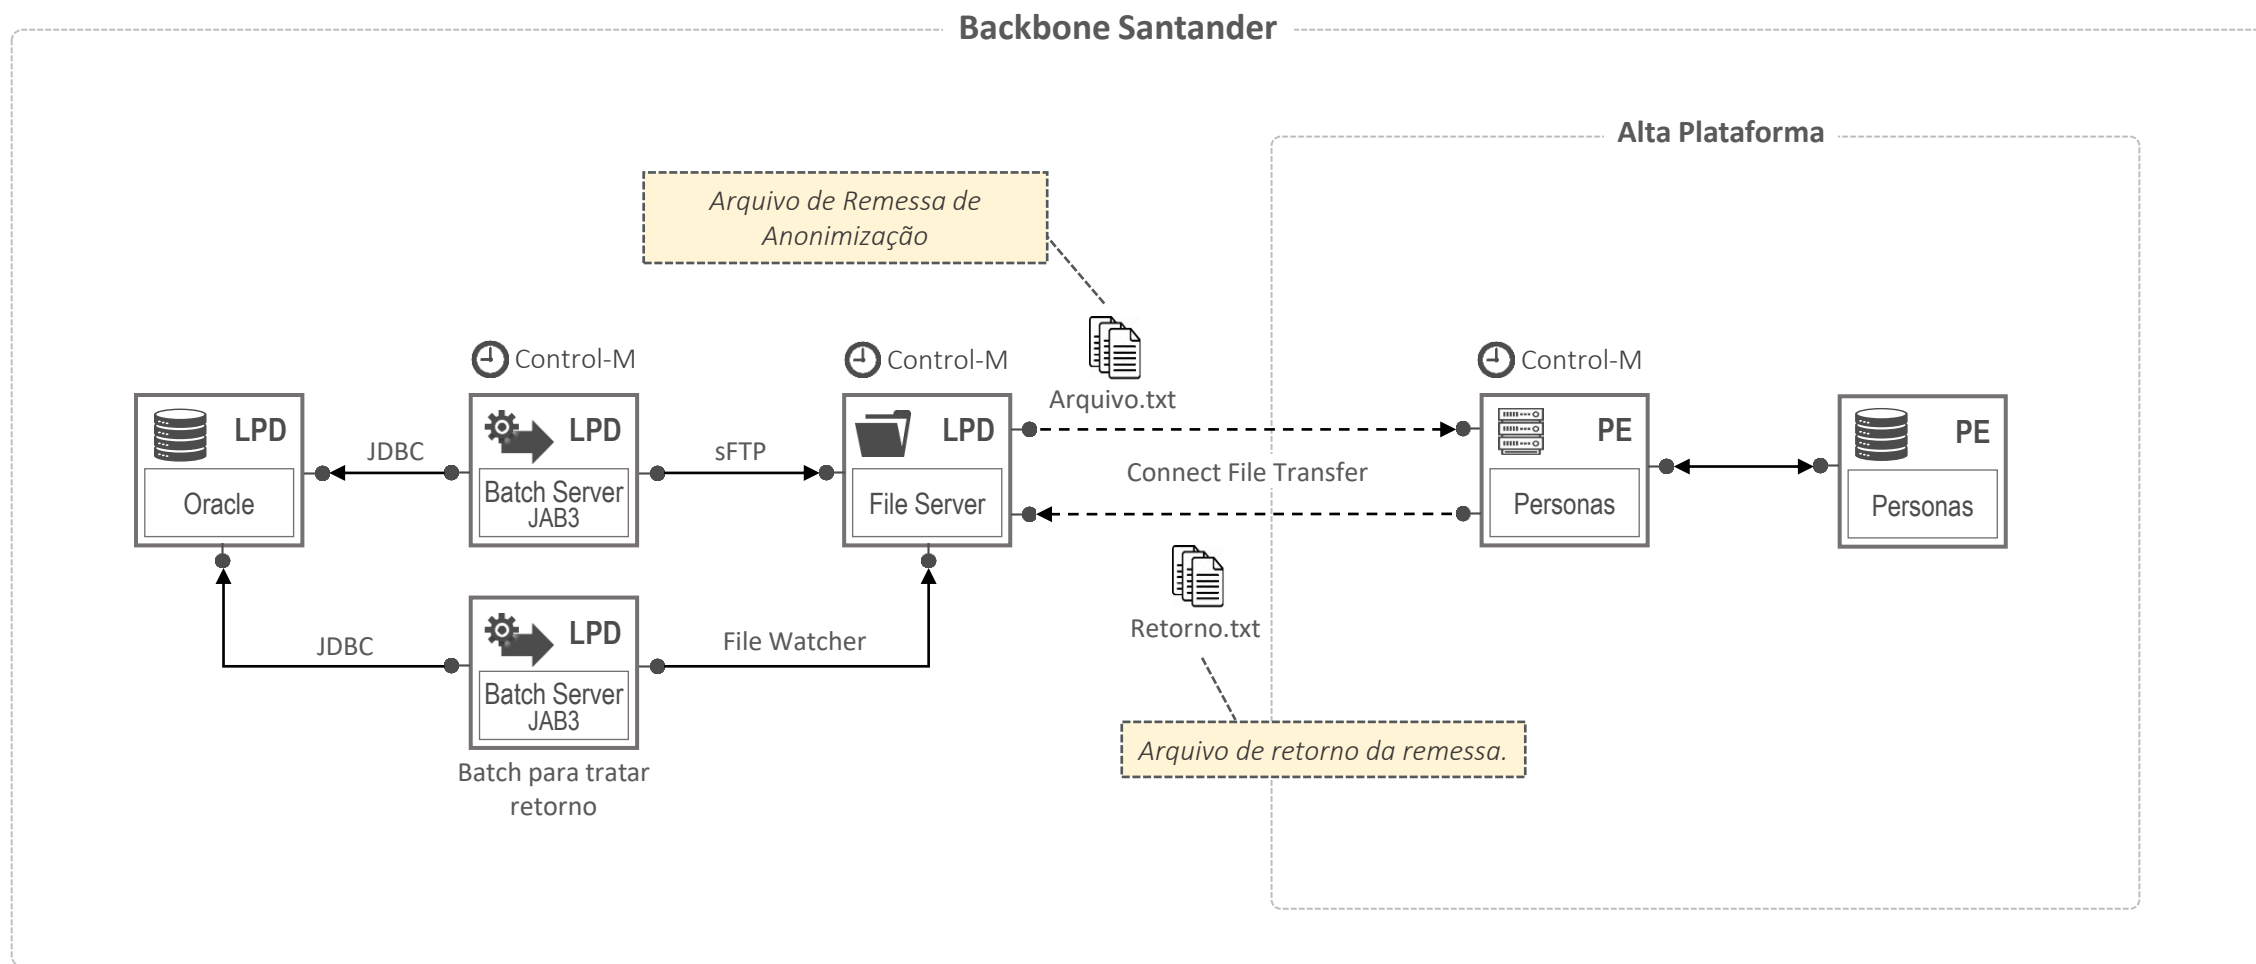 Backbone Santander
Alta Plataforma
Arquivo de Remessa de
Anonimização
Control-M
Control-M
Control-M
Arquivo.txt
LPD
Oracle
JDBC
LPD
Batch Server
JAB3
sFTP
LPD
File Server
Connect File Transfer
PE
Personas
PE
Personas
Retorno.txt
JDBC
LPD
Batch Server
JAB3
File Watcher
Batch para tratar
retorno
Arquivo de retorno da remessa.